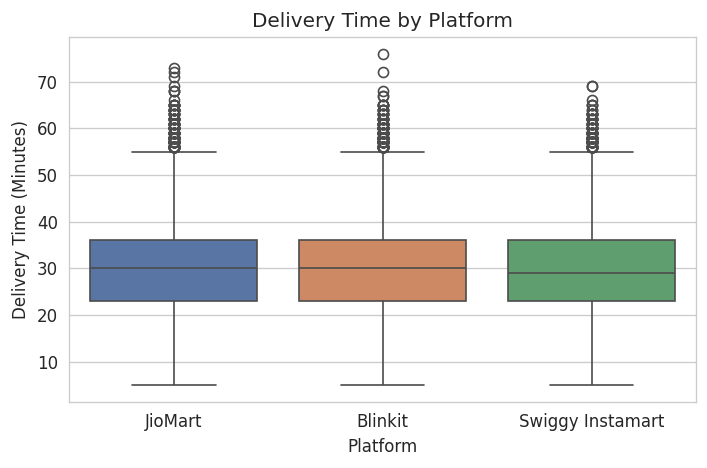 Delivery Time by Platform
Delivery Time (Minutes)
70
60
50
40
30
20
10
JioMart Blinkit Swiggy Instamart
Platform